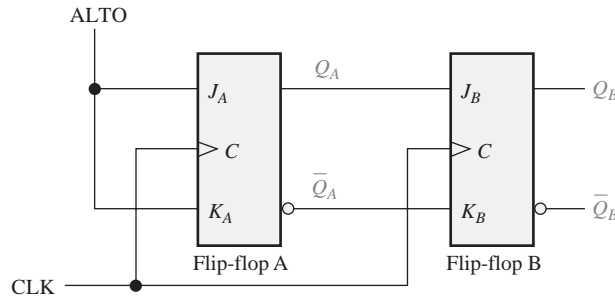 ALTO
Q_A
Q_B
J_A
J_B
C
C
Q̅_A
Q̅_B
K_A
K_B
Flip-flop A
Flip-flop B
CLK